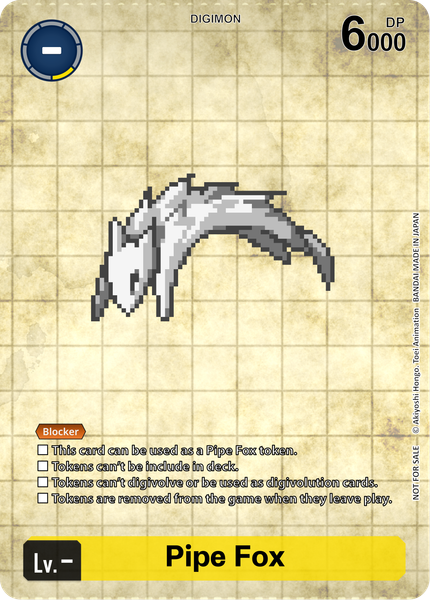 DIGIMON
-
DP
6000
Blocker
This card can be used as a Pipe Fox token.
Tokens can't be include in deck.
Tokens can't digivolve or be used as digivolution cards.
Tokens are removed from the game when they leave play.
NOT FOR SALE © Akiyoshi Hongo, Toei Animation BANDAI MADE IN JAPAN
Lv.-
Pipe Fox